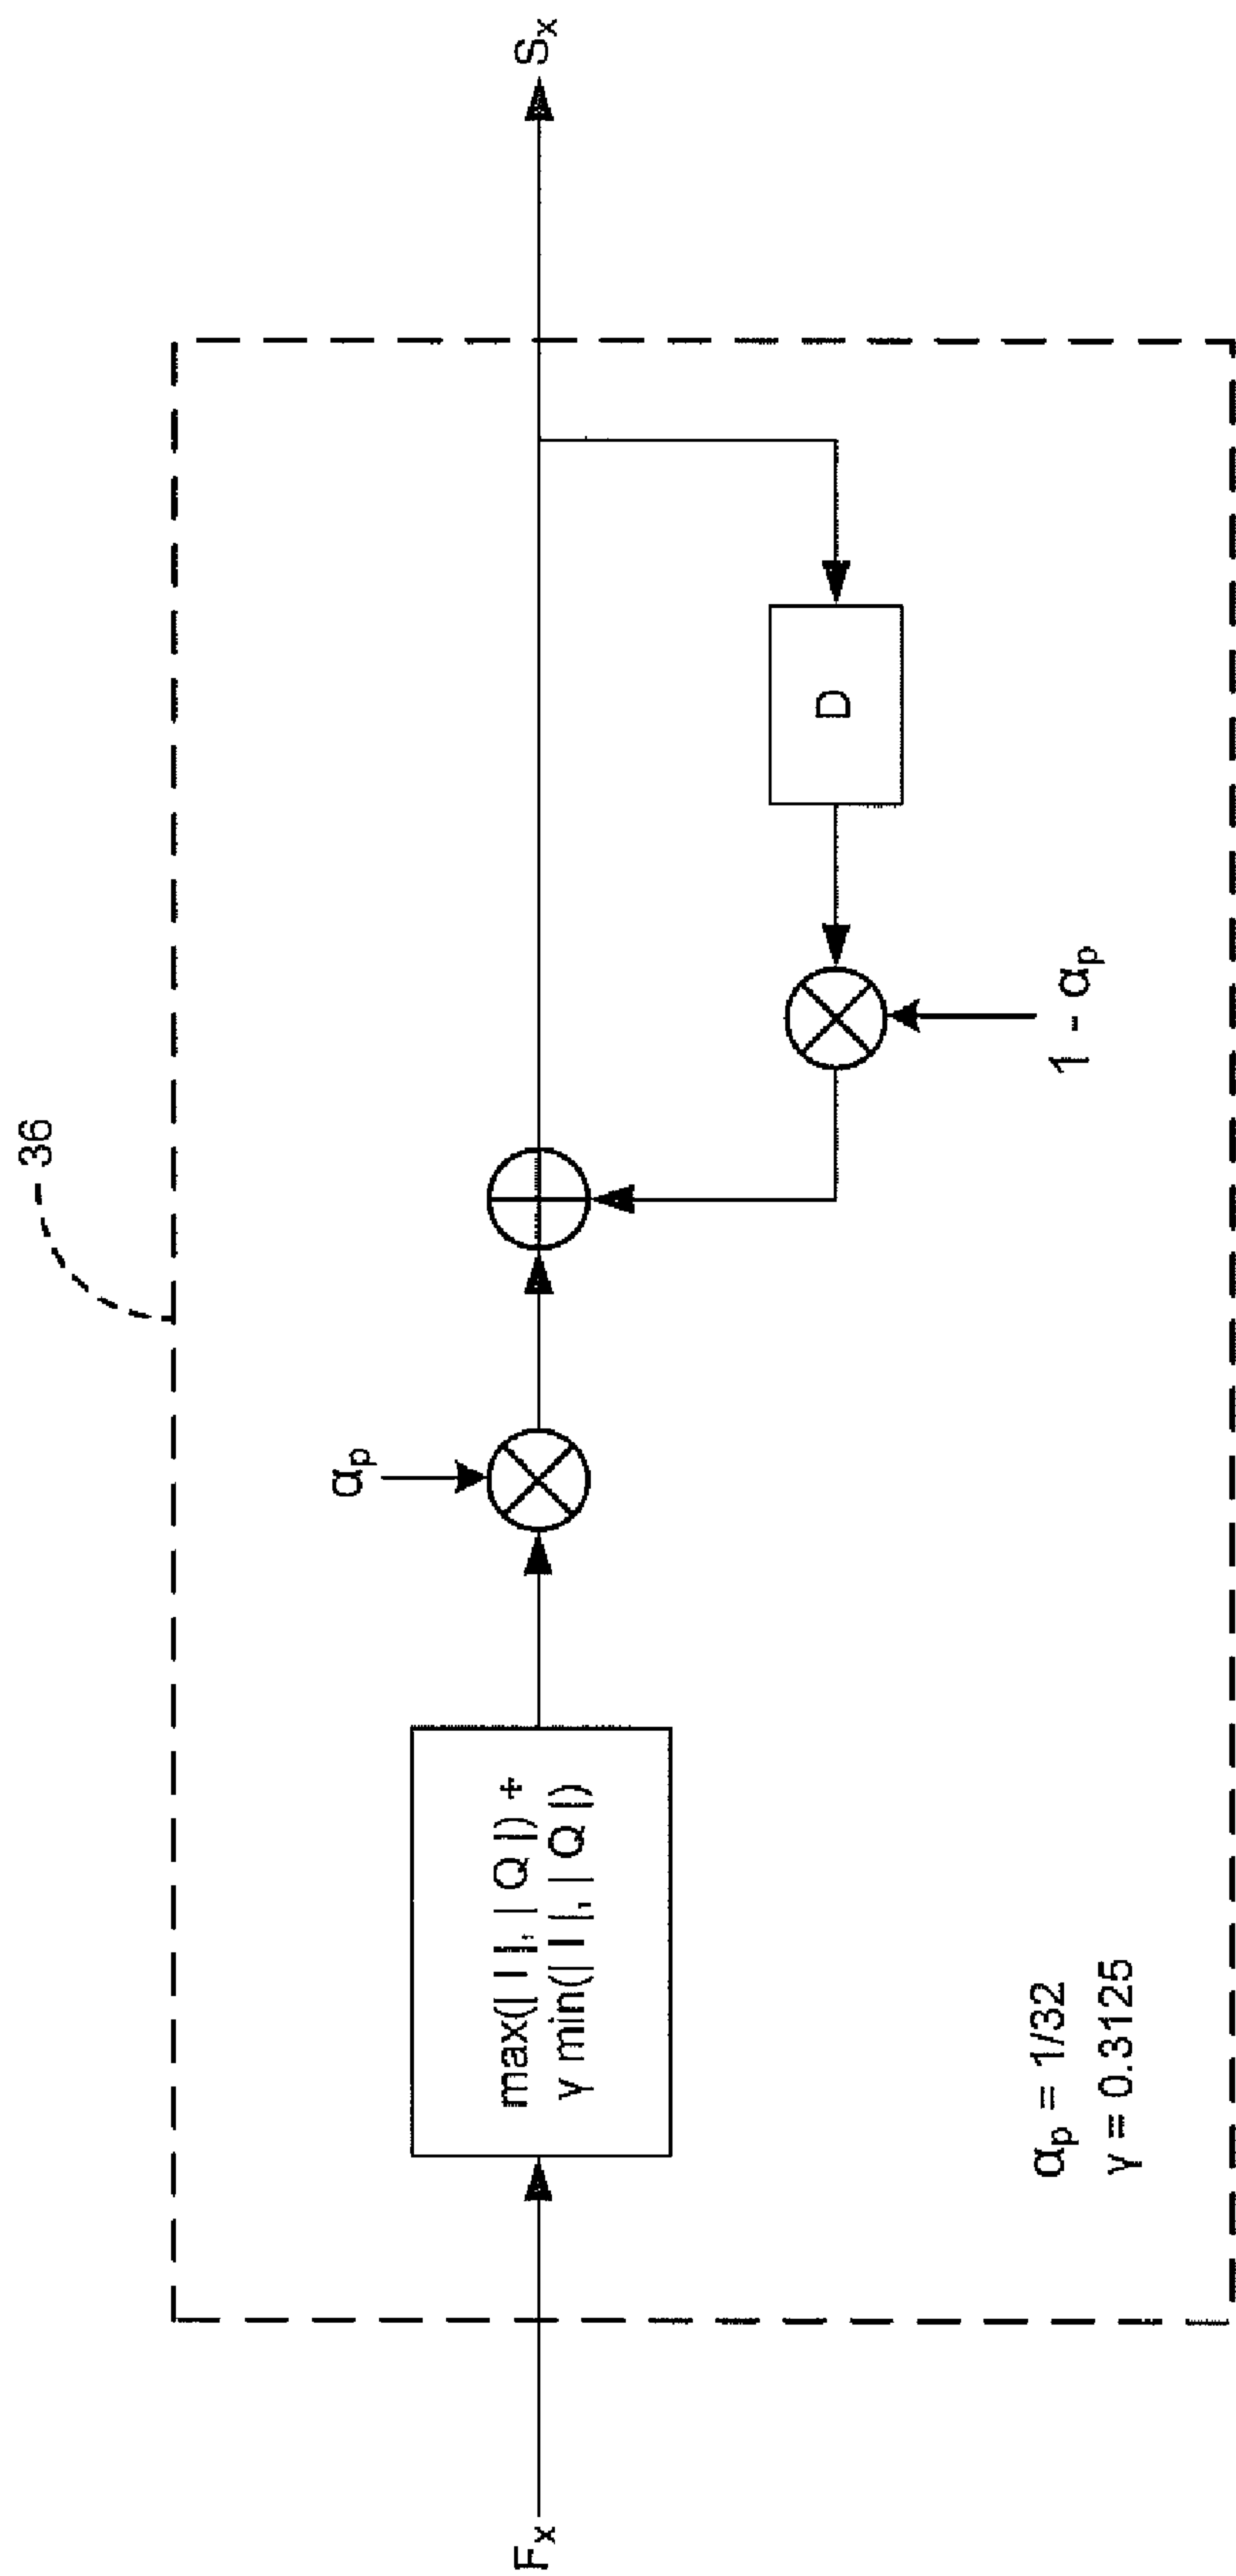 36
Fₓ
max(| I |, | Q |) +
γ min(| I |, | Q |)
αₚ
1 - αₚ
D
Sₓ
αₚ = 1/32
γ = 0.3125